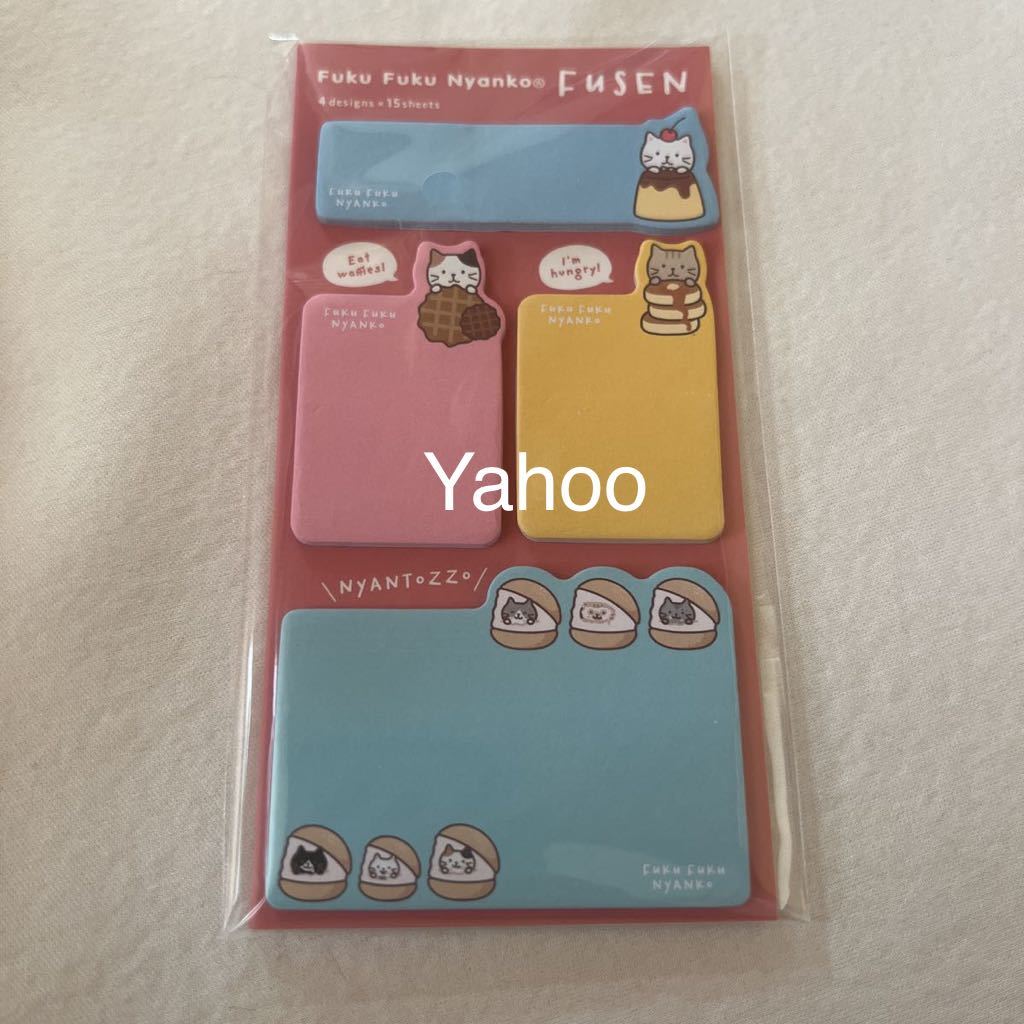 Fuku Fuku Nyanko® FUSEN
4 designs × 15 sheets
FUKU FUKU
NYANKO
Eat
waffles!
I'm
hungry!
FUKU FUKU
NYANKO
FUKU FUKU
NYANKO
Yahoo
\NYANTOZZO/
FUKU FUKU
NYANKO